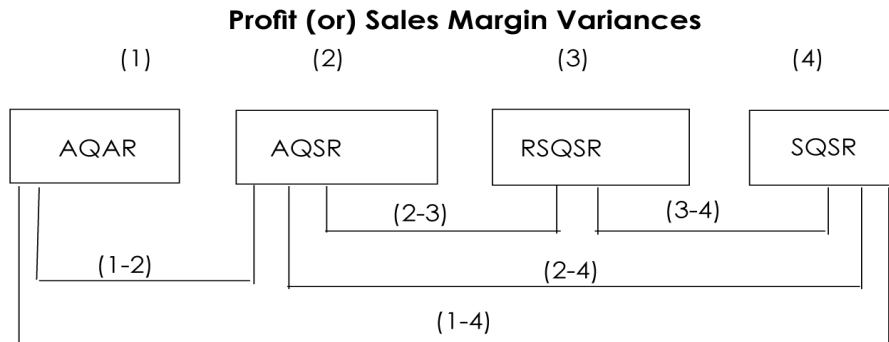 Profit (or) Sales Margin Variances
(1) (2) (3) (4)
AQAR AQSR RSQSR SQSR
(2-3) (3-4)
(1-2) (2-4)
(1-4)